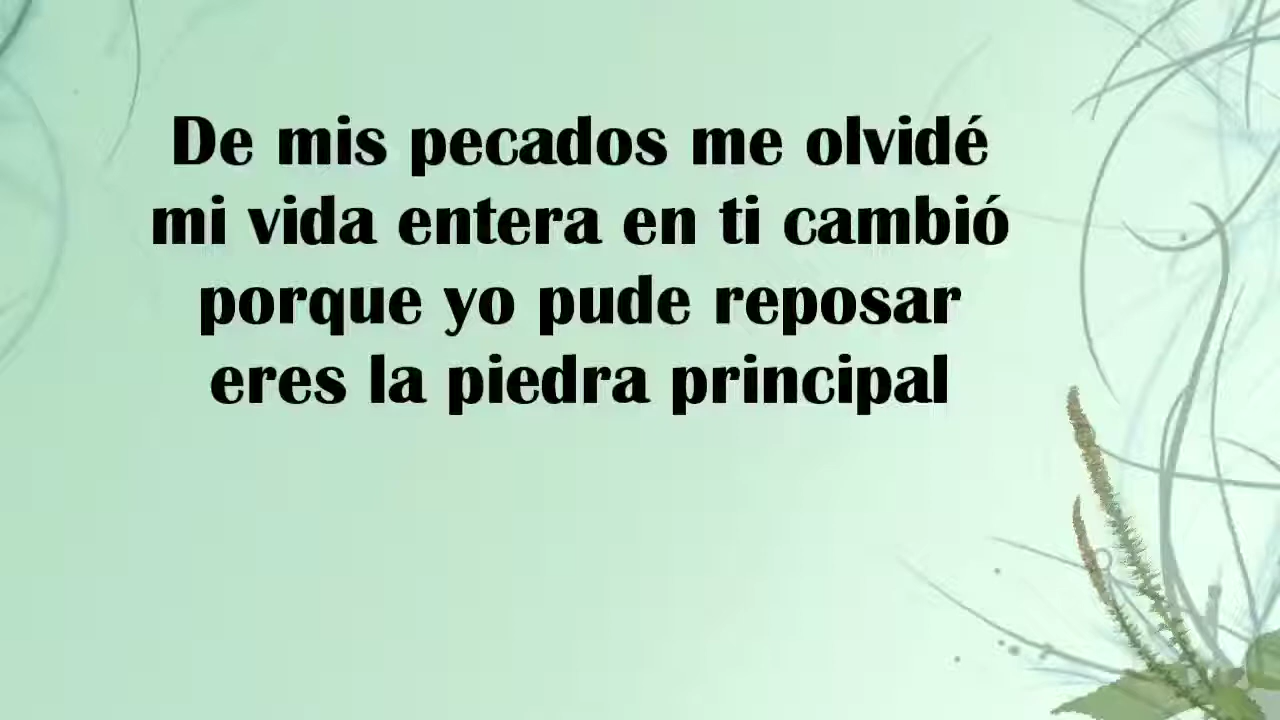 De mis pecados me olvidé
mi vida entera en ti cambió
porque yo pude reposar
eres la piedra principal